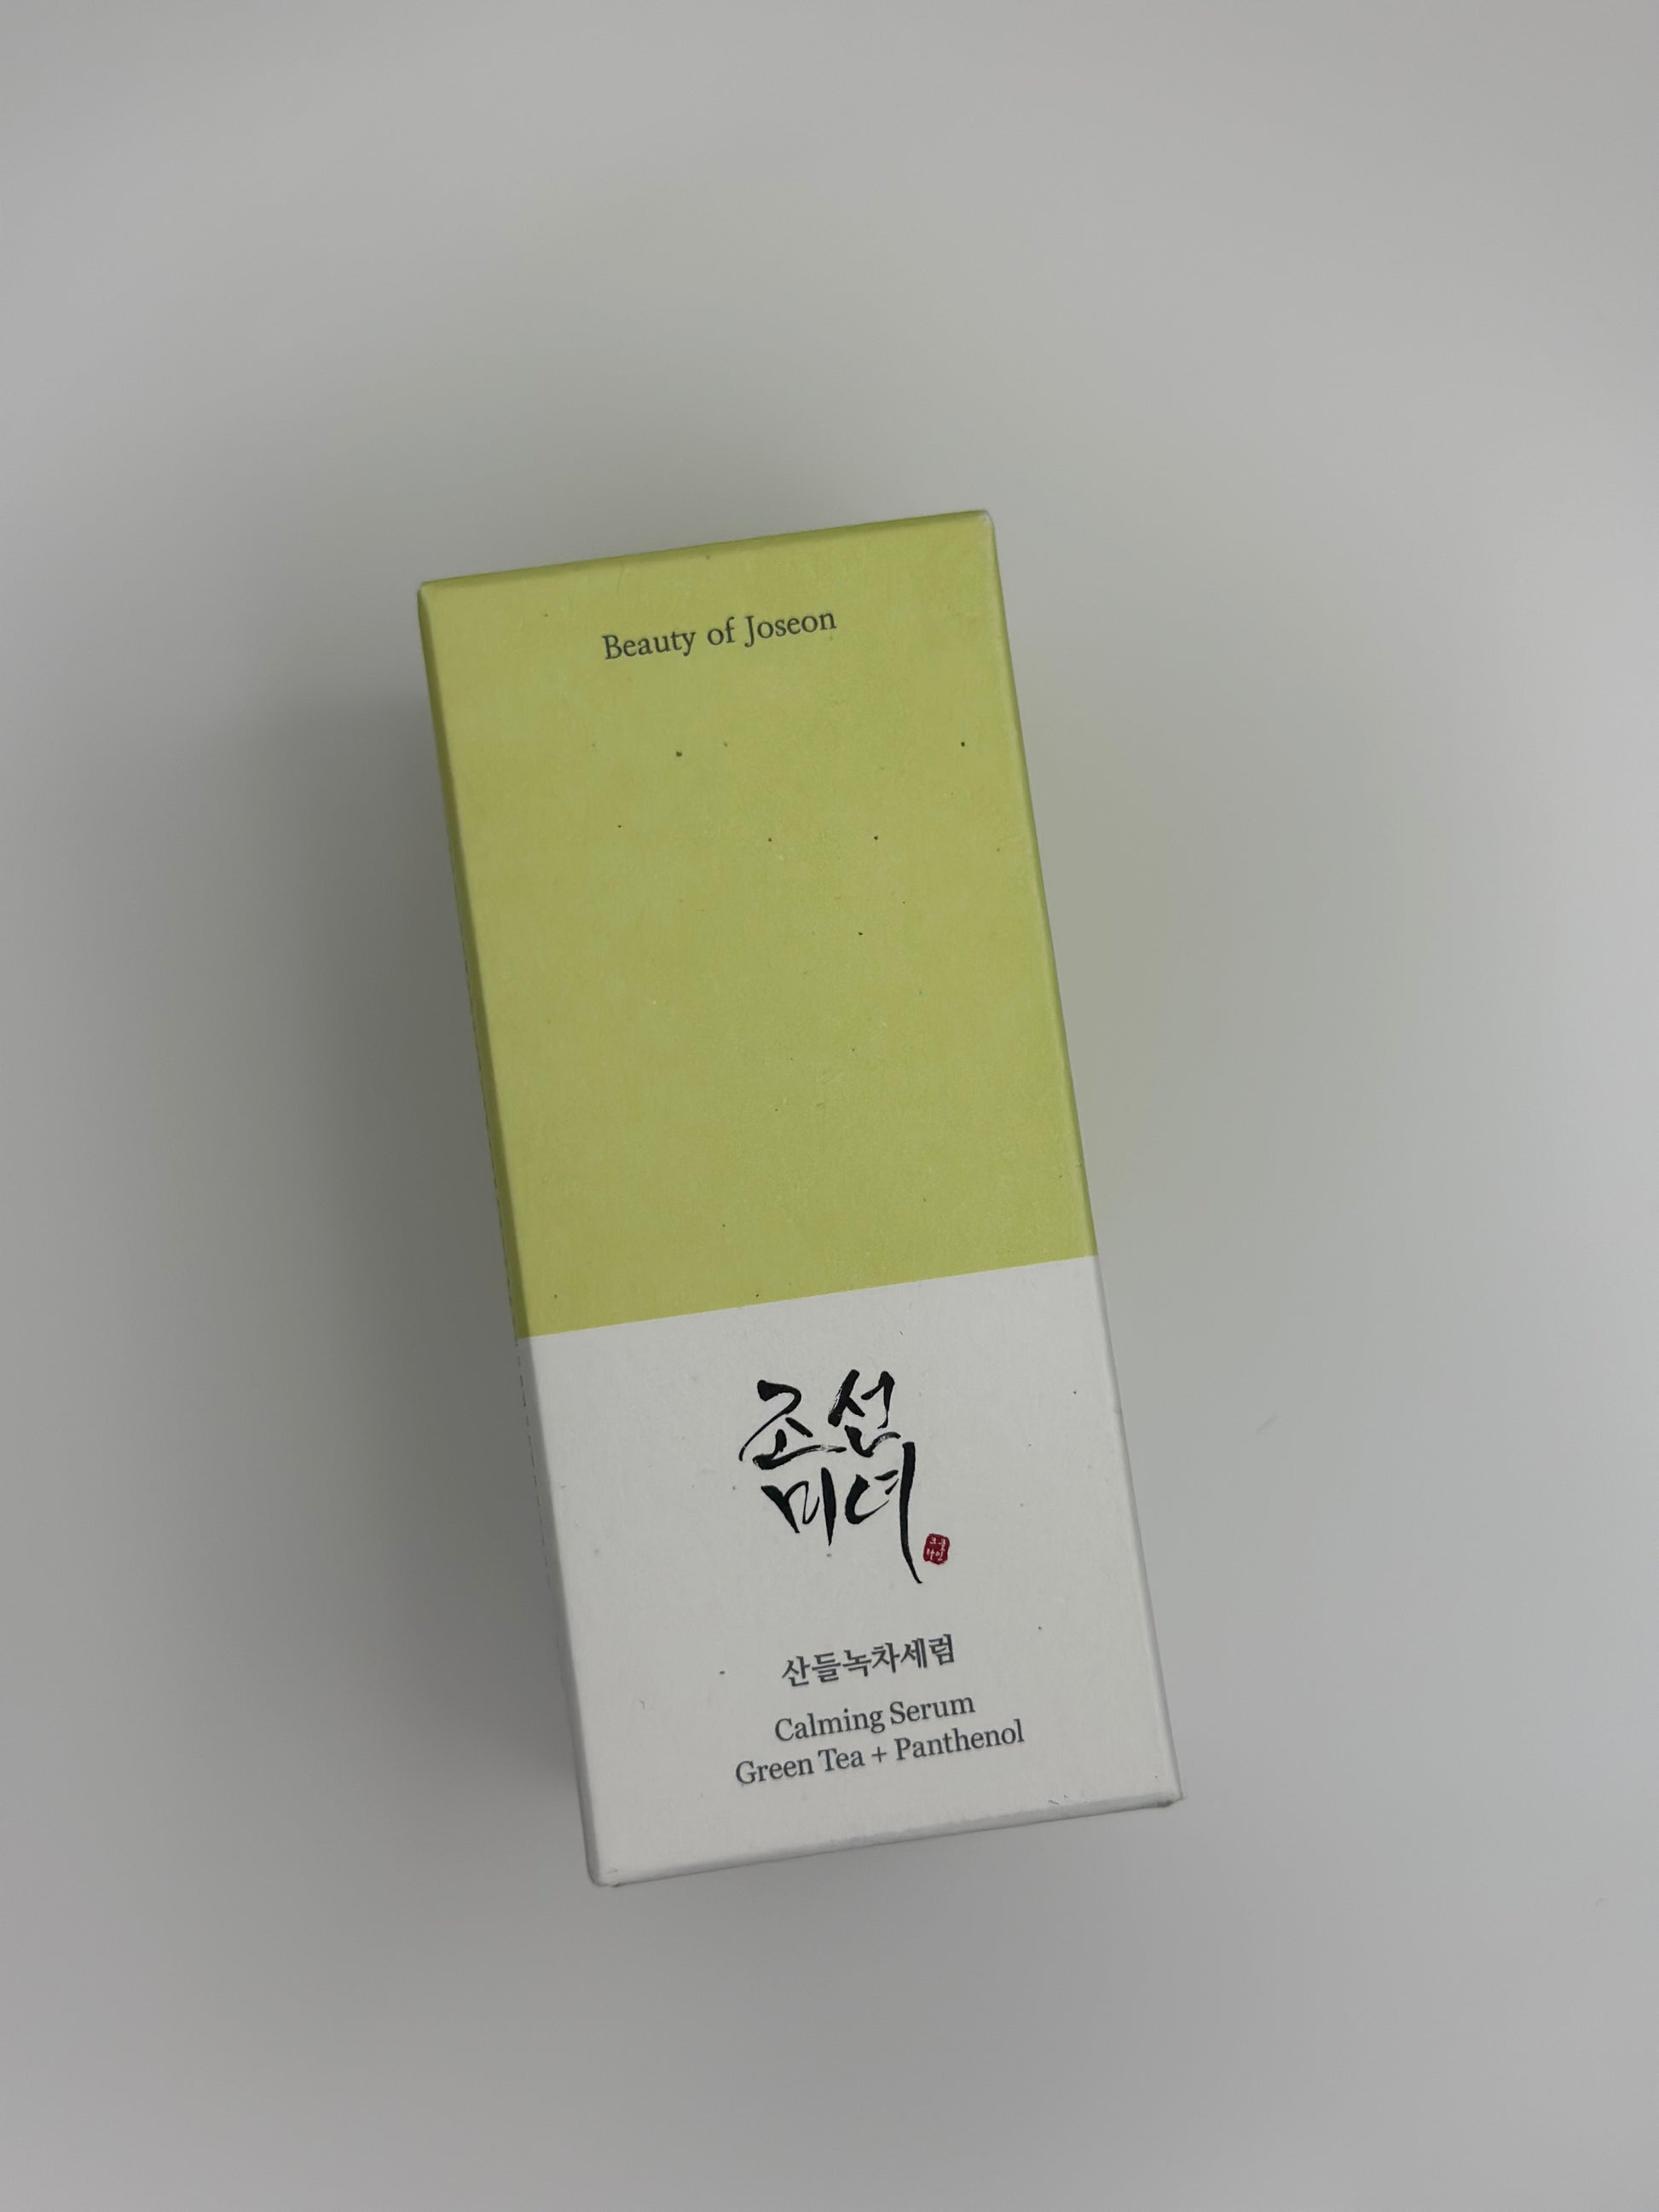 Beauty of Joseon
조선
미녀
산들녹차세럼
Calming Serum
Green Tea + Panthenol